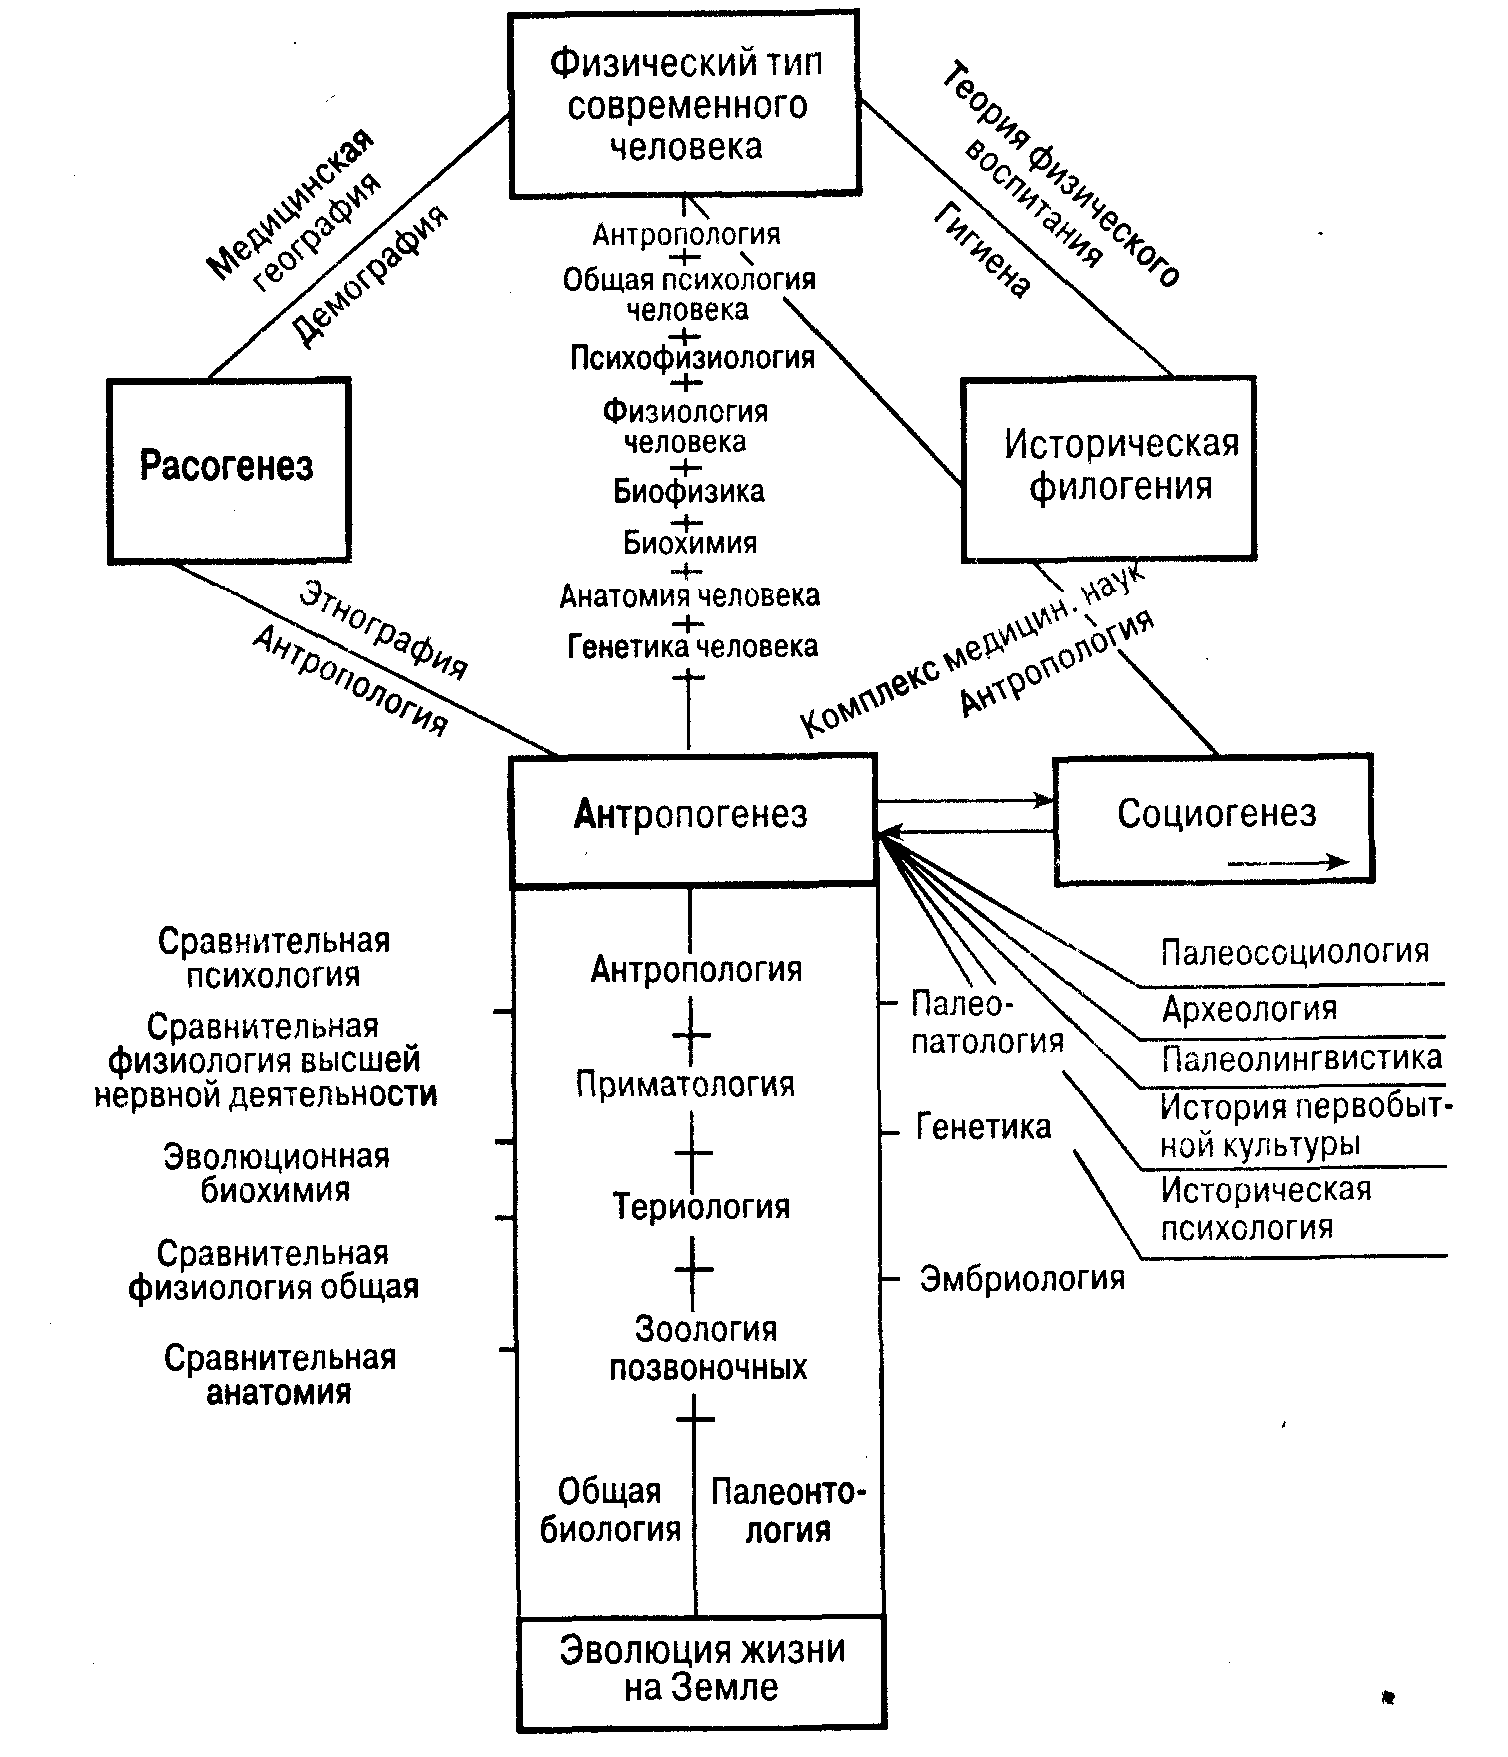 Физический тип
современного
человека
Медицинская
география
Демография
Теория физического
воспитания
Гигиена
Антропология
Общая психология
человека
Психофизиология
Физиология
человека
Биофизика
Биохимия
Анатомия человека
Генетика человека
Расогенез
Историческая
филогения
Этнография
Антропология
Комплекс медицин. наук
Антропология
Антропогенез
Социогенез
Сравнительная
психология
Сравнительная
физиология высшей
нервной деятельности
Эволюционная
биохимия
Сравнительная
физиология общая
Сравнительная
анатомия
Антропология
Приматология
Териология
Зоология
позвоночных
Общая
биология
Палеонто-
логия
Палео-
патология
Генетика
Эмбриология
Палеосоциология
Археология
Палеолингвистика
История первобыт-
ной культуры
Историческая
психология
Эволюция жизни
на Земле